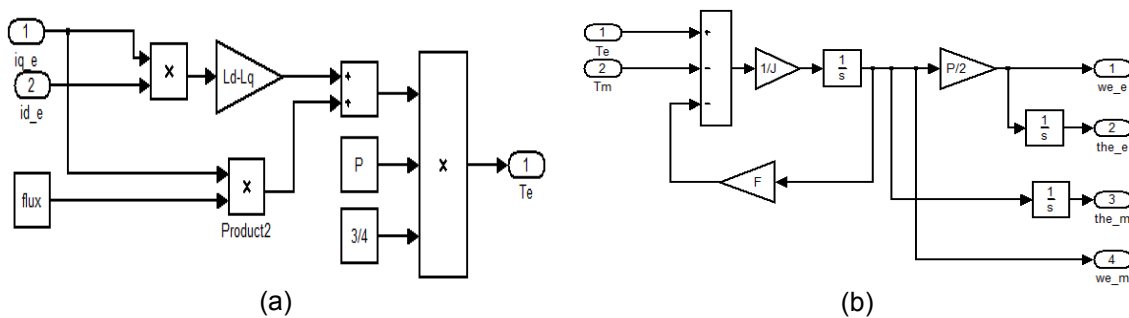 1
iq_e
2
id_e
×
Ld-Lq
+
+
flux
×
Product2
P
3/4
×
1
Te
(a)
1
Te
2
Tm
+
-
-
1/J
1
s
P/2
F
1
we_e
1
s
2
the_e
1
s
3
the_m
4
we_m
(b)